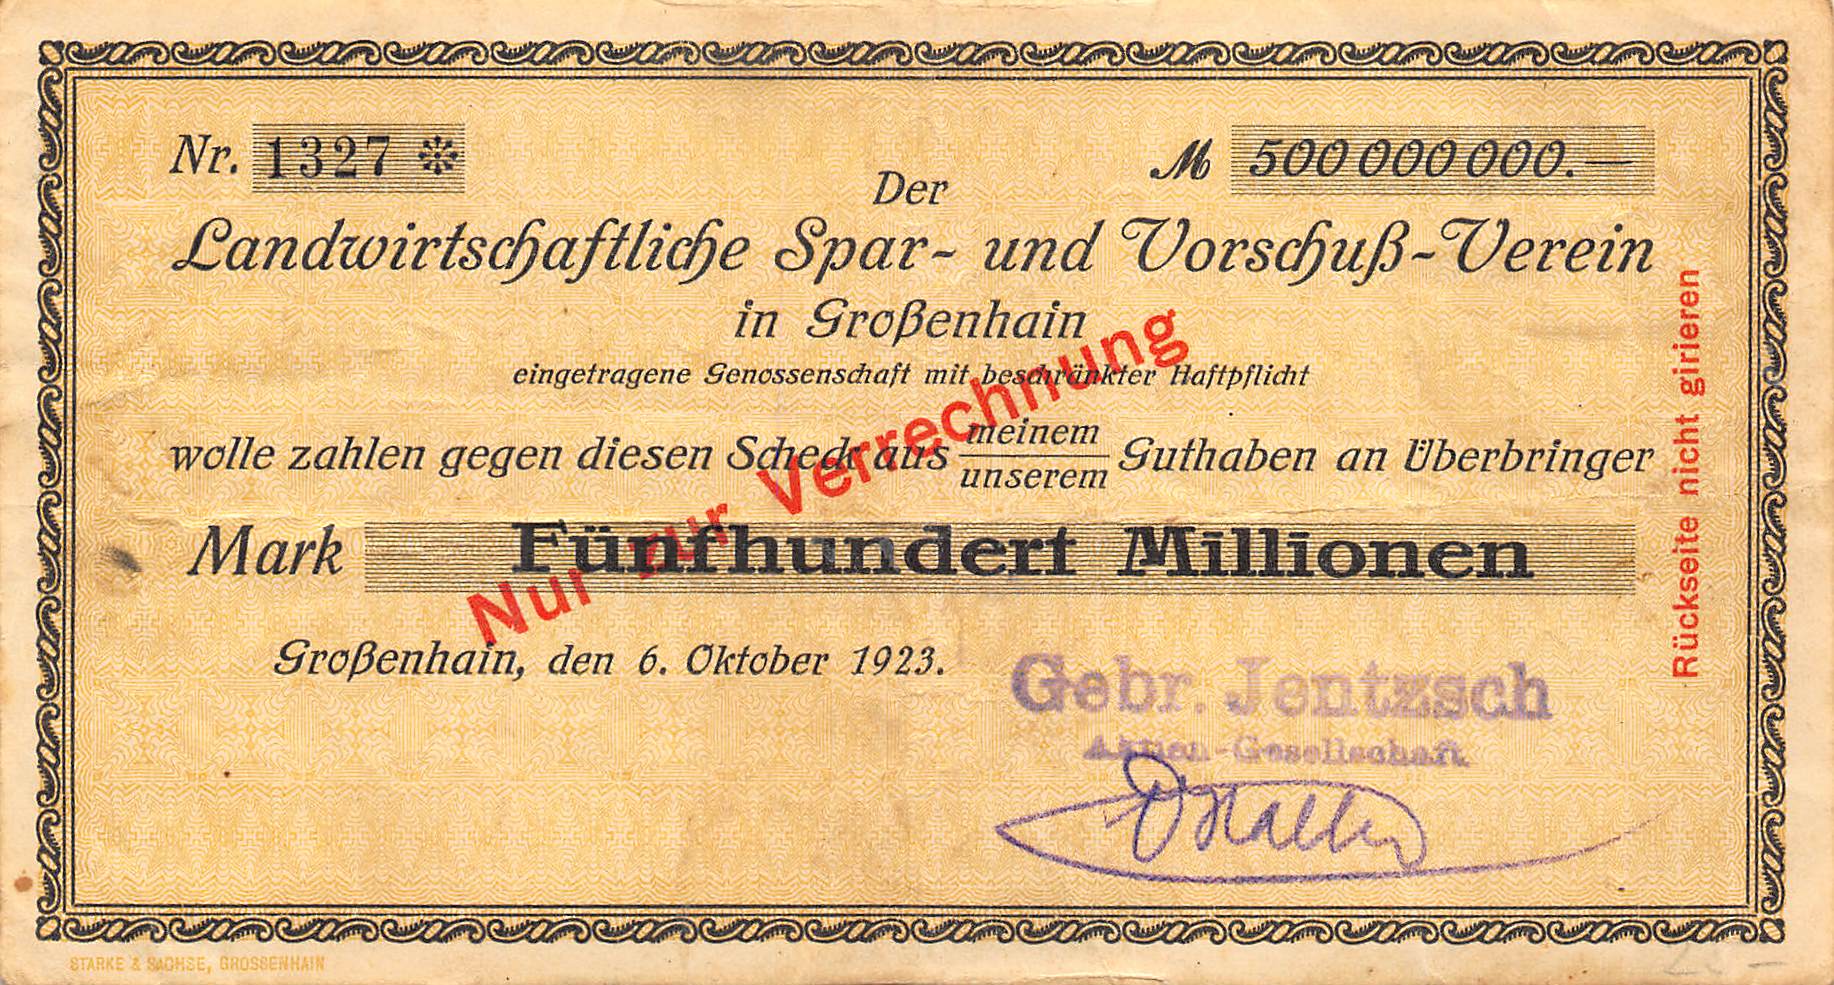 Nr. 1327 *
ℳ 500 000 000.—
Der
Landwirtschaftliche Spar- und Vorschuß-Verein
in Großenhain
eingetragene Genossenschaft mit beschränkter Haftpflicht
wolle zahlen gegen diesen Scheck aus meinem Guthaben an Überbringer
unserem
Mark Fünfhundert Millionen
Nur zur Verrechnung
Großenhain, den 6. Oktober 1923.
Gebr. Jentzsch
Aktien-Gesellschaft
Rückseite nicht girieren
STARKE & SACHSE, GROSSENHAIN